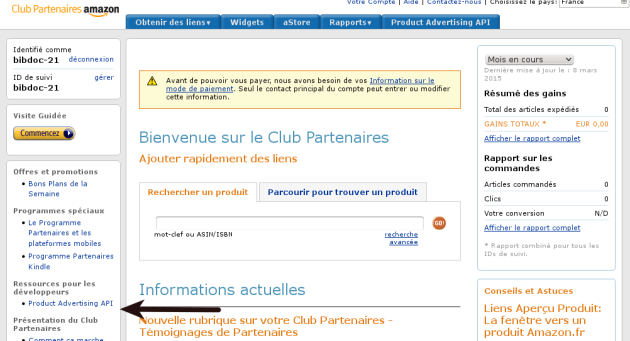 Club Partenaires amazon
Votre Compte | Aide | Contactez-nous | Choisissez le pays: France
Obtenir des liens▾ Widgets aStore Rapports▾ Product Advertising API
Identifié comme
bibdoc-21 déconnexion
ID de suivi gérer
bibdoc-21
Visite Guidée
Commencez
Offres et promotions
• Bons Plans de la
Semaine
Programmes spéciaux
• Le Programme
Partenaires et les
plateformes mobiles
• Programme Partenaires
Kindle
Ressources pour les
développeurs
• Product Advertising API
Présentation du Club
Partenaires
• Comment ça marche
Avant de pouvoir vous payer, nous avons besoin de vos Information sur le
mode de paiement. Seul le contact principal du compte peut entrer ou modifier
cette information.
Bienvenue sur le Club Partenaires
Ajouter rapidement des liens
Rechercher un produit Parcourir pour trouver un produit
GO!
mot-clef ou ASIN/ISBN recherche
avancée
Informations actuelles
Nouvelle rubrique sur votre Club Partenaires -
Témoignages de Partenaires
Mois en cours
Dernière mise à jour le : 8 mars
2015
Résumé des gains
Total des articles expédiés 0
GAINS TOTAUX * EUR 0,00
Afficher le rapport complet
Rapport sur les
commandes
Articles commandés 0
Clics 0
Votre conversion N/D
Afficher le rapport complet
* Rapport combiné pour tous les
IDs de suivi.
Conseils et Astuces
Liens Aperçu Produit:
La fenêtre vers un
produit Amazon.fr